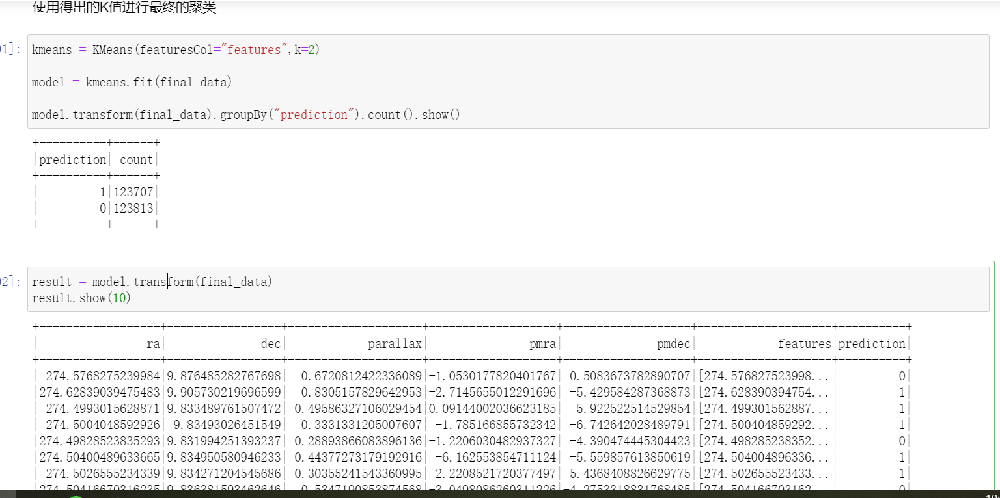 使用得出的K值进行最终的聚类
1]: kmeans = KMeans(featuresCol="features",k=2)
model = kmeans.fit(final_data)
model.transform(final_data).groupBy("prediction").count().show()
+----------+------+
|prediction| count|
+----------+------+
|         1|123707|
|         0|123813|
+----------+------+
2]: result = model.transform(final_data)
result.show(10)
+------------------+-----------------+--------------------+-------------------+-------------------+--------------------+----------+
|                ra|              dec|           parallax|               pmra|              pmdec|            features|prediction|
+------------------+-----------------+--------------------+-------------------+-------------------+--------------------+----------+
| 274.5768275239984|9.876485282767698| 0.6720812422336089|-1.0530177820401767| 0.5083673782890707|[274.576827523998...| 0|
|274.62839039475483|9.905730219696599| 0.8305157829642953|-2.7145655012291696| -5.429584287368873|[274.628390394754...| 1|
| 274.4993015628871|9.833489761507472| 0.49586327106029454|0.09144002036623185| -5.922522514529854|[274.499301562887...| 1|
| 274.5004048592926| 9.83493026451549| 0.3331331205007607| -1.785166855732342| -6.742642028489791|[274.500404859292...| 1|
|274.49828523835293|9.831994251393237| 0.28893866083896136|-1.2206030482937327| -4.390474445304423|[274.498285238352...| 0|
|274.50400489633665|9.834950580946233| 0.44377273179192916| -6.162553854711124| -5.559857613850619|[274.504004896336...| 1|
| 274.5026555234339|9.834271204545686| 0.30355241543360995|-2.2208521720377497|-5.4368408826629775|[274.502655523433...| 1|